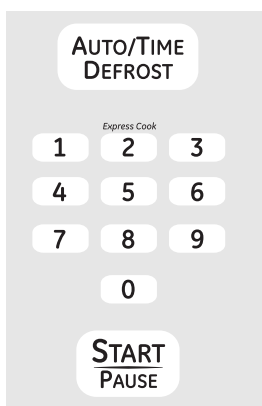 AUTO/TIME
DEFROST
Express Cook
1 2 3
4 5 6
7 8 9
0
START
PAUSE